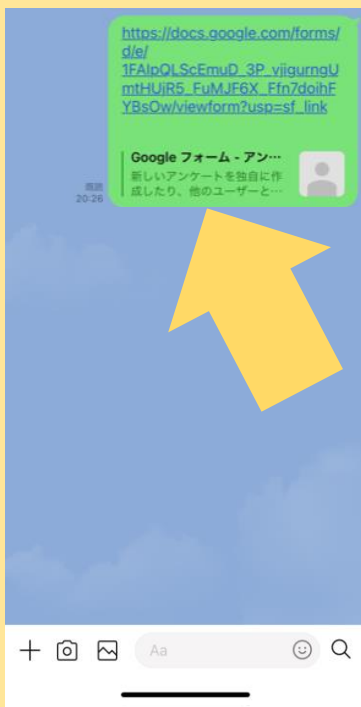 https://docs.google.com/forms/
d/e/
1FAIpQLScEmuD_3P_vjigurngU
mtHUjR5_FuMJF6X_Ffn7doihF
YBsOw/viewform?usp=sf_link
Google フォーム - アン…
新しいアンケートを独自に作
成したり、他のユーザーと…
既読
20:26
Aa